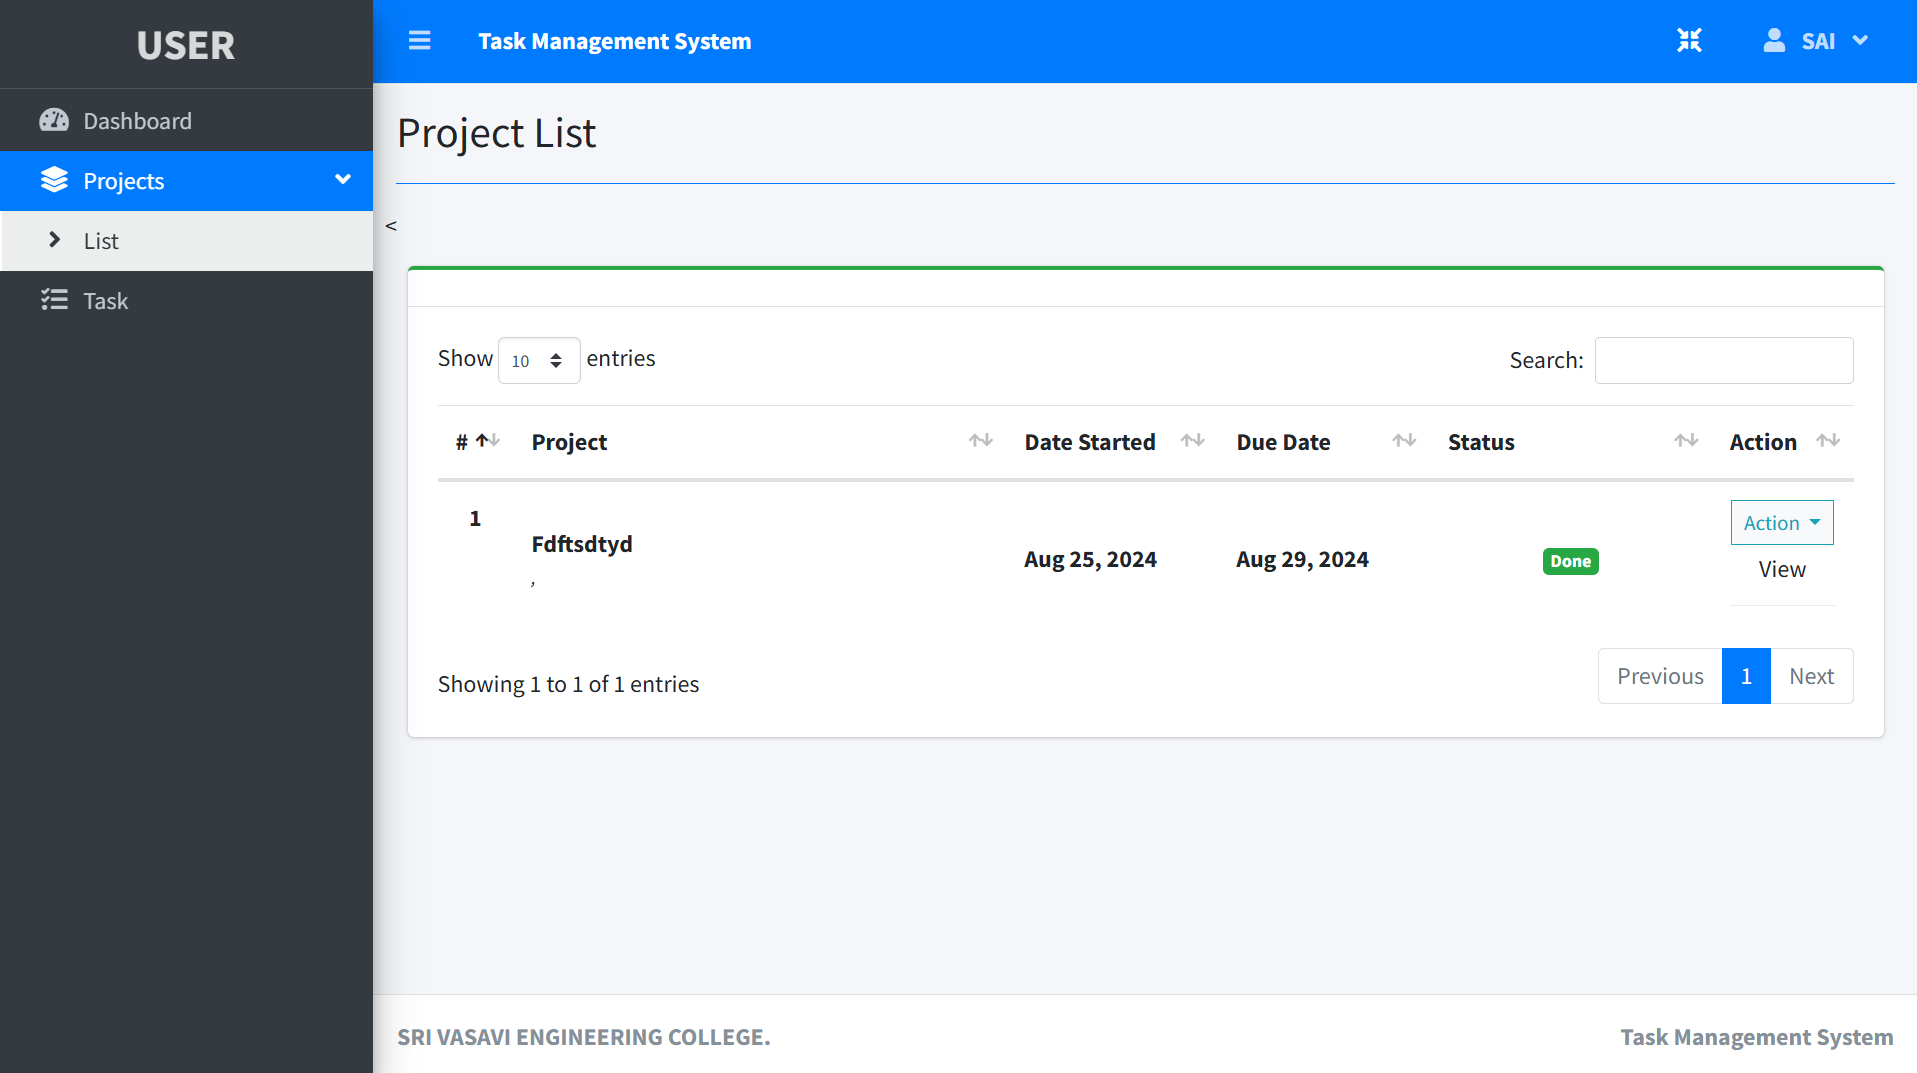 USER
Task Management System
SAI
Dashboard
Projects
List
Task
Project List
<
Show 10 entries
Search:
# Project Date Started Due Date Status Action
1
Fdftsdtyd
,
Aug 25, 2024
Aug 29, 2024
Done
Action
View
Showing 1 to 1 of 1 entries
Previous 1 Next
SRI VASAVI ENGINEERING COLLEGE.
Task Management System